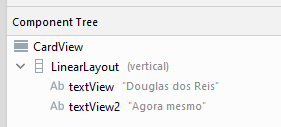 Component Tree
CardView
LinearLayout (vertical)
Ab textView "Douglas dos Reis"
Ab textView2 "Agora mesmo"